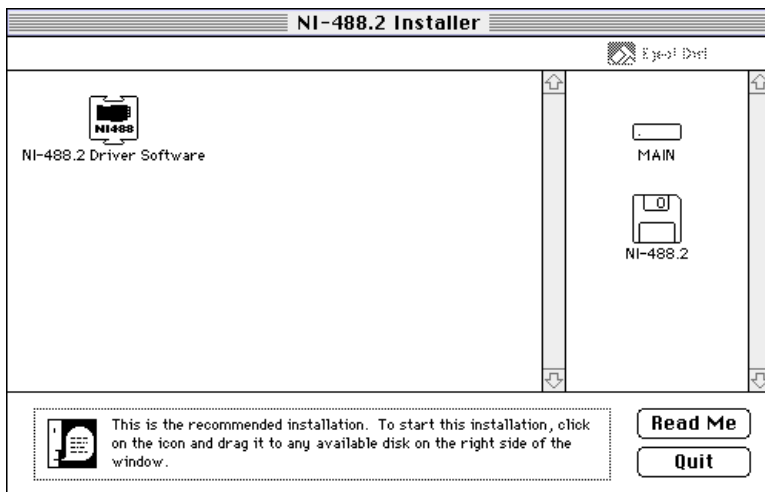 NI-488.2 Installer
Eject Disk
NI488
NI-488.2 Driver Software
MAIN
NI-488.2
This is the recommended installation. To start this installation, click
on the icon and drag it to any available disk on the right side of the
window.
Read Me
Quit